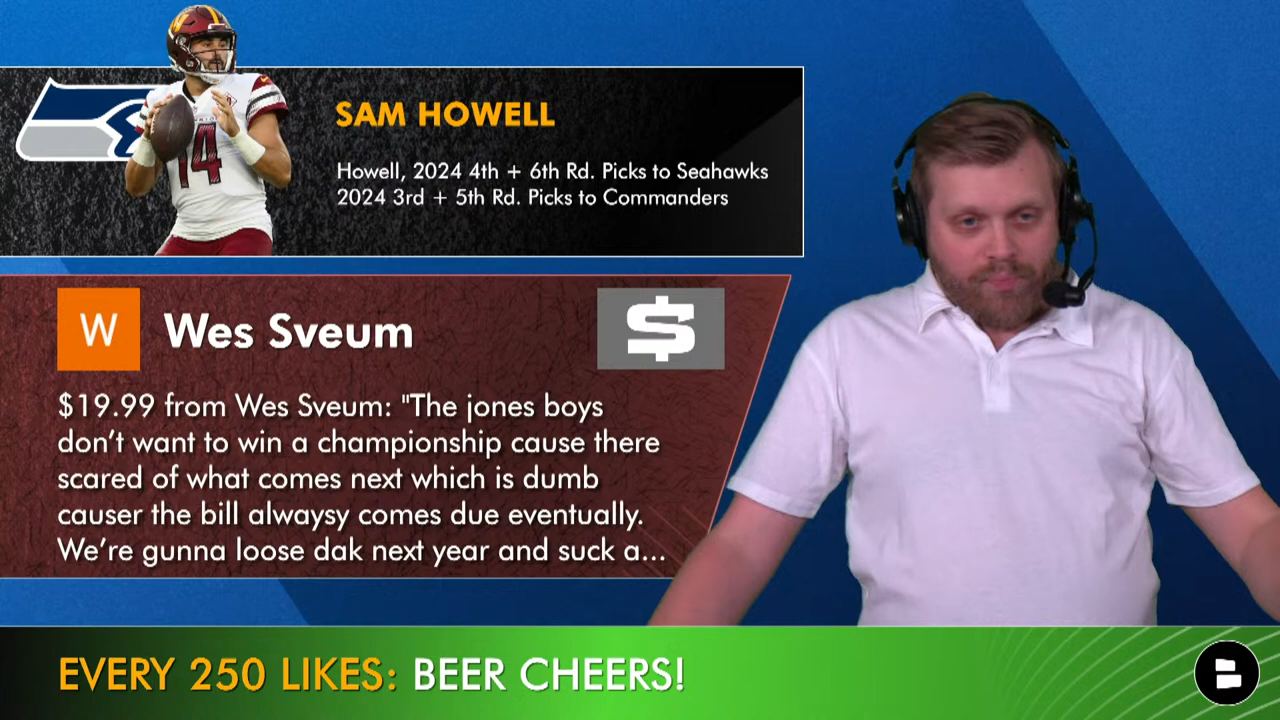 SAM HOWELL
Howell, 2024 4th + 6th Rd. Picks to Seahawks
2024 3rd + 5th Rd. Picks to Commanders
14
W
Wes Sveum
$
$19.99 from Wes Sveum: "The jones boys
don't want to win a championship cause there
scared of what comes next which is dumb
causer the bill alwaysy comes due eventually.
We're gunna loose dak next year and suck a...
EVERY 250 LIKES: BEER CHEERS!